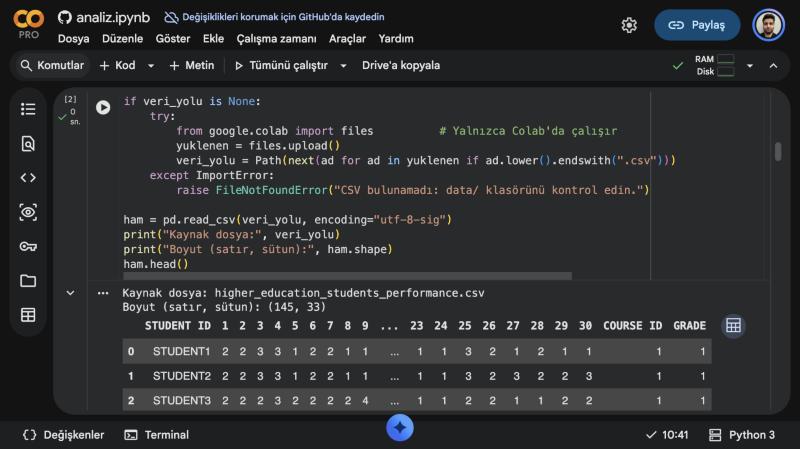 CO PRO
analiz.ipynb
Değişiklikleri korumak için GitHub'da kaydedin
Dosya Düzenle Göster Ekle Çalışma zamanı Araçlar Yardım
Paylaş
Komutlar + Kod + Metin Tümünü çalıştır Drive'a kopyala
RAM
Disk
[2]
0
sn.
if veri_yolu is None:
    try:
        from google.colab import files          # Yalnızca Colab'da çalışır
        yuklenen = files.upload()
        veri_yolu = Path(next(ad for ad in yuklenen if ad.lower().endswith(".csv")))
    except ImportError:
        raise FileNotFoundError("CSV bulunamadı: data/ klasörünü kontrol edin.")
ham = pd.read_csv(veri_yolu, encoding="utf-8-sig")
print("Kaynak dosya:", veri_yolu)
print("Boyut (satır, sütun):", ham.shape)
ham.head()
Kaynak dosya: higher_education_students_performance.csv
Boyut (satır, sütun): (145, 33)
STUDENT ID 1 2 3 4 5 6 7 8 9 ... 23 24 25 26 27 28 29 30 COURSE ID GRADE
0 STUDENT1 2 2 3 3 1 2 2 1 1 ... 1 1 3 2 1 2 1 1 1 1
1 STUDENT2 2 2 3 3 1 2 2 1 1 ... 1 1 3 2 3 2 2 3 1 1
2 STUDENT3 2 2 2 3 2 2 2 2 4 ... 1 1 2 2 1 1 2 2 1 1
Değişkenler Terminal 10:41 Python 3